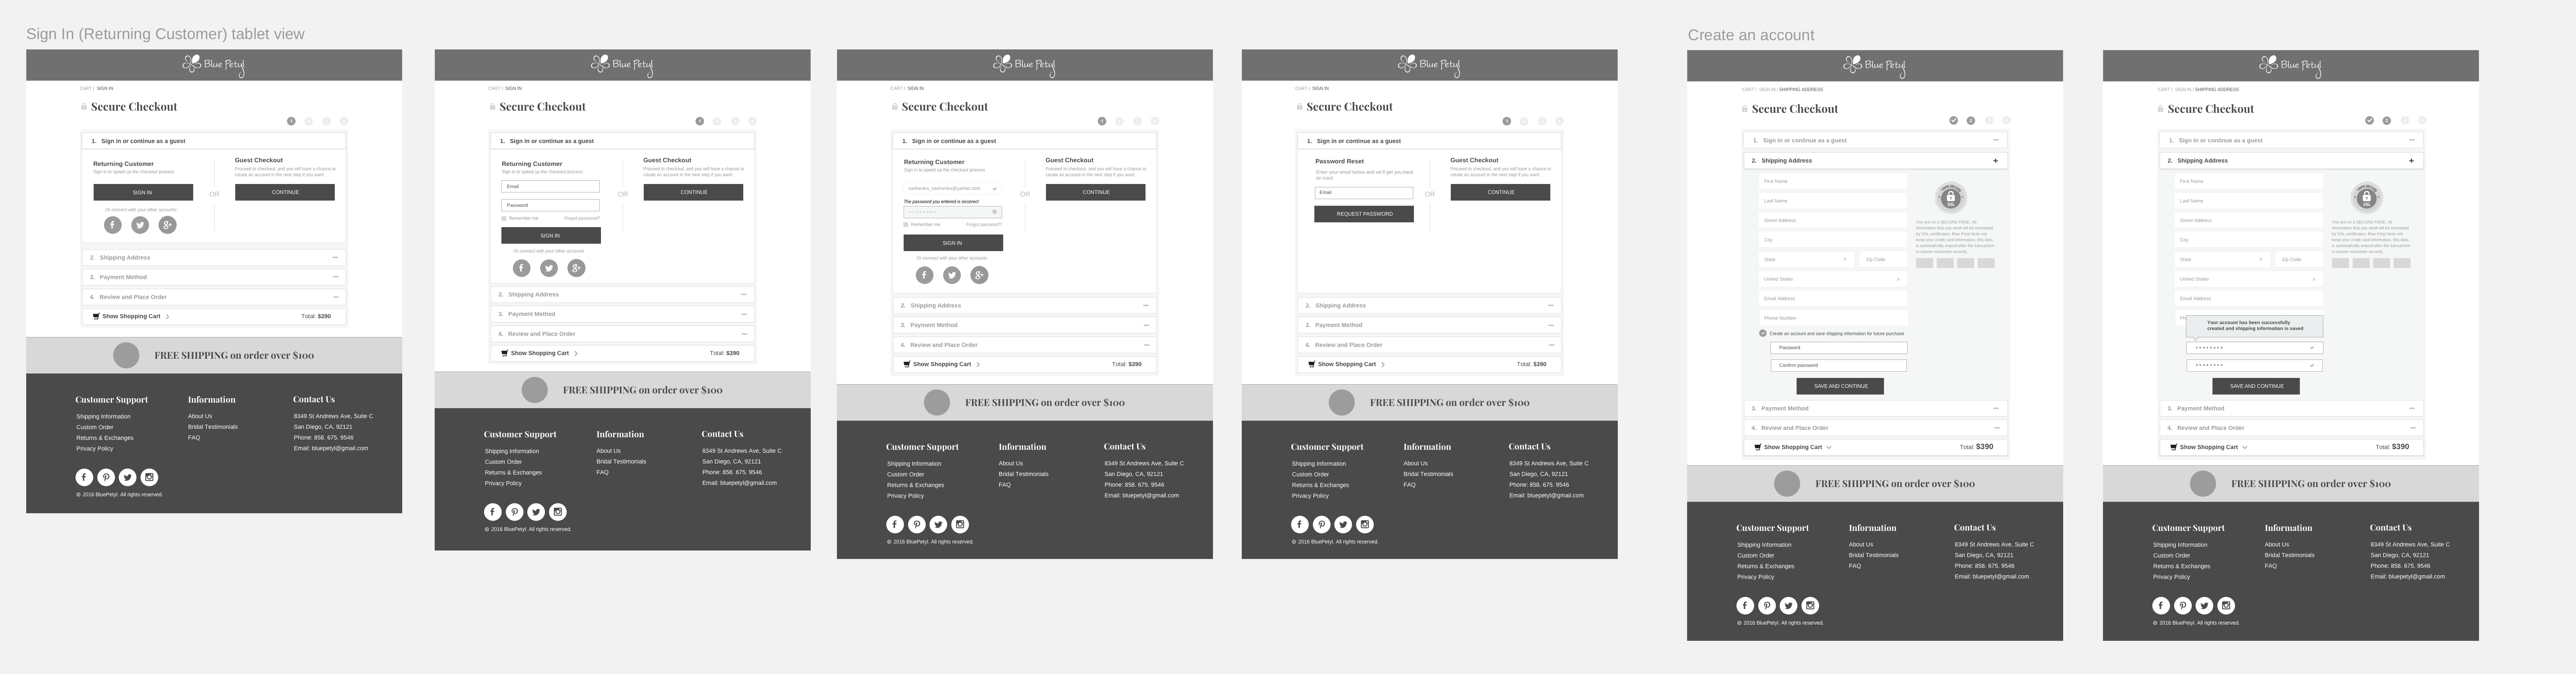 Sign In (Returning Customer) tablet view
Blue Petyl
CART / SIGN IN
Secure Checkout
1
1. Sign in or continue as a guest
Returning Customer
Sign in to speed up the checkout process
SIGN IN
Or connect with your other accounts:
OR
Guest Checkout
Proceed to checkout, and you will have a chance to
create an account in the next step if you want.
CONTINUE
2. Shipping Address
3. Payment Method
4. Review and Place Order
Show Shopping Cart
Total: $390
FREE SHIPPING on order over $100
Customer Support
Shipping Information
Custom Order
Returns & Exchanges
Privacy Policy
Information
About Us
Bridal Testimonials
FAQ
Contact Us
8349 St Andrews Ave, Suite C
San Diego, CA, 92121
Phone: 858. 675. 9546
Email: bluepetyl@gmail.com
© 2016 BluePetyl. All rights reserved.
Blue Petyl
CART / SIGN IN
Secure Checkout
1
1. Sign in or continue as a guest
Returning Customer
Sign in to speed up the checkout process
Email
Password
Remember me
Forgot password?
SIGN IN
Or connect with your other accounts:
OR
Guest Checkout
Proceed to checkout, and you will have a chance to
create an account in the next step if you want.
CONTINUE
2. Shipping Address
3. Payment Method
4. Review and Place Order
Show Shopping Cart
Total: $390
FREE SHIPPING on order over $100
Customer Support
Shipping Information
Custom Order
Returns & Exchanges
Privacy Policy
Information
About Us
Bridal Testimonials
FAQ
Contact Us
8349 St Andrews Ave, Suite C
San Diego, CA, 92121
Phone: 858. 675. 9546
Email: bluepetyl@gmail.com
© 2016 BluePetyl. All rights reserved.
Blue Petyl
CART / SIGN IN
Secure Checkout
1
1. Sign in or continue as a guest
Returning Customer
Sign in to speed up the checkout process
sashenka_sashenka@yahoo.com
The password you entered is incorrect
********
Remember me
Forgot password?
SIGN IN
Or connect with your other accounts:
OR
Guest Checkout
Proceed to checkout, and you will have a chance to
create an account in the next step if you want.
CONTINUE
2. Shipping Address
3. Payment Method
4. Review and Place Order
Show Shopping Cart
Total: $390
FREE SHIPPING on order over $100
Customer Support
Shipping Information
Custom Order
Returns & Exchanges
Privacy Policy
Information
About Us
Bridal Testimonials
FAQ
Contact Us
8349 St Andrews Ave, Suite C
San Diego, CA, 92121
Phone: 858. 675. 9546
Email: bluepetyl@gmail.com
© 2016 BluePetyl. All rights reserved.
Blue Petyl
CART / SIGN IN
Secure Checkout
1
1. Sign in or continue as a guest
Password Reset
Enter your email below and we'll get you back
on track
Email
REQUEST PASSWORD
OR
Guest Checkout
Proceed to checkout, and you will have a chance to
create an account in the next step if you want.
CONTINUE
2. Shipping Address
3. Payment Method
4. Review and Place Order
Show Shopping Cart
Total: $390
FREE SHIPPING on order over $100
Customer Support
Shipping Information
Custom Order
Returns & Exchanges
Privacy Policy
Information
About Us
Bridal Testimonials
FAQ
Contact Us
8349 St Andrews Ave, Suite C
San Diego, CA, 92121
Phone: 858. 675. 9546
Email: bluepetyl@gmail.com
© 2016 BluePetyl. All rights reserved.
Create an account
Blue Petyl
CART / SIGN IN / SHIPPING ADDRESS
Secure Checkout
2
1. Sign in or continue as a guest
2. Shipping Address
First Name
Last Name
Street Address
City
State
Zip Code
United States
Email Address
Phone Number
Create an account and save shipping information for future purchase
Password
Confirm password
SAVE AND CONTINUE
SSL
You are on a SECURE PAGE. All
information that you send will be encrypted
by SSL certificates. Blue Petyl does not
keep your credit card information, this data
is automatically erased after the transaction
to ensure maximum security.
3. Payment Method
4. Review and Place Order
Show Shopping Cart
Total: $390
FREE SHIPPING on order over $100
Customer Support
Shipping Information
Custom Order
Returns & Exchanges
Privacy Policy
Information
About Us
Bridal Testimonials
FAQ
Contact Us
8349 St Andrews Ave, Suite C
San Diego, CA, 92121
Phone: 858. 675. 9546
Email: bluepetyl@gmail.com
© 2016 BluePetyl. All rights reserved.
Blue Petyl
CART / SIGN IN / SHIPPING ADDRESS
Secure Checkout
2
1. Sign in or continue as a guest
2. Shipping Address
First Name
Last Name
Street Address
City
State
Zip Code
United States
Email Address
Ph
Your account has been successfully
created and shipping information is saved
********
********
SAVE AND CONTINUE
SSL
You are on a SECURE PAGE. All
information that you send will be encrypted
by SSL certificates. Blue Petyl does not
keep your credit card information, this data
is automatically erased after the transaction
to ensure maximum security.
3. Payment Method
4. Review and Place Order
Show Shopping Cart
Total: $390
FREE SHIPPING on order over $100
Customer Support
Shipping Information
Custom Order
Returns & Exchanges
Privacy Policy
Information
About Us
Bridal Testimonials
FAQ
Contact Us
8349 St Andrews Ave, Suite C
San Diego, CA, 92121
Phone: 858. 675. 9546
Email: bluepetyl@gmail.com
© 2016 BluePetyl. All rights reserved.